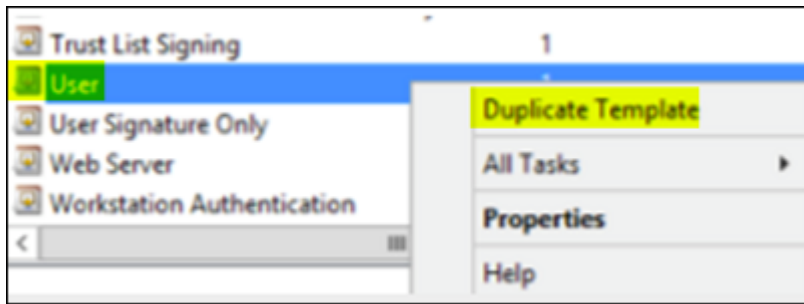 Trust List Signing 1
User
Duplicate Template
User Signature Only
Web Server
All Tasks
Workstation Authentication
Properties
Help